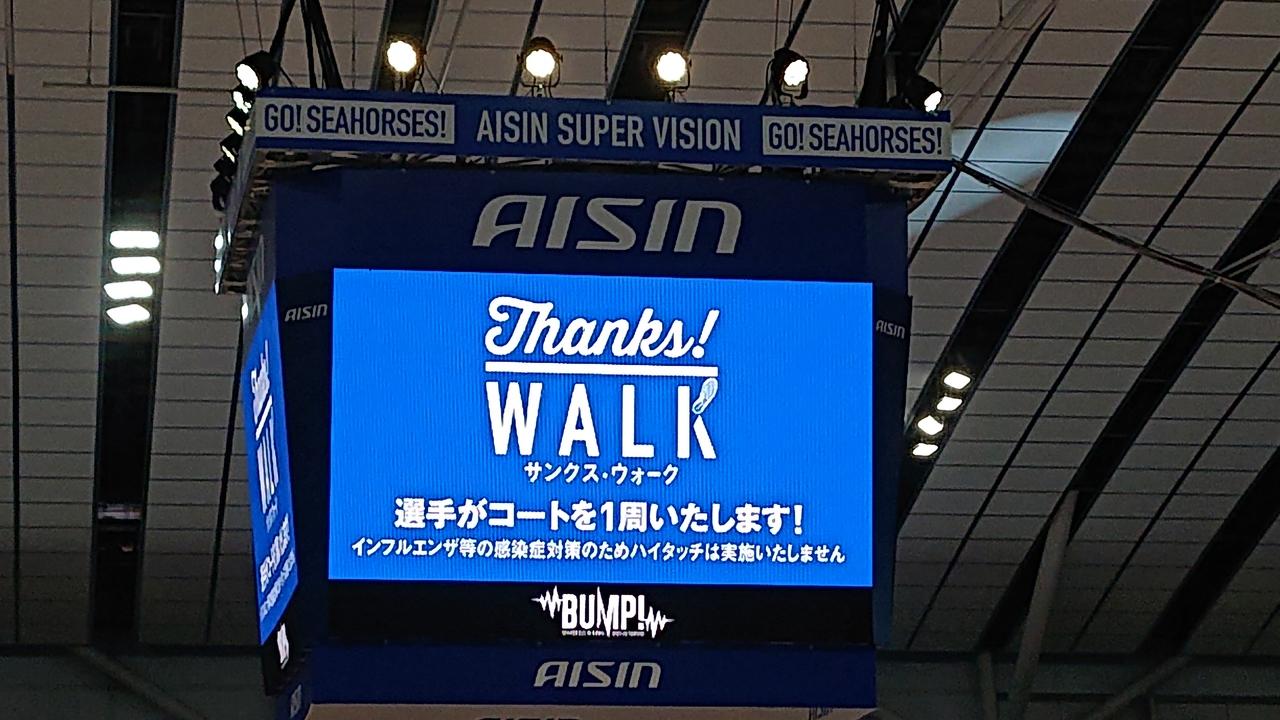 GO! SEAHORSES! AISIN SUPER VISION GO! SEAHORSES!
AISIN
AISIN
AISIN
Thanks!
WALK
サンクス・ウォーク
選手がコートを1周いたします!
インフルエンザ等の感染症対策のためハイタッチは実施いたしません
BUMP!
AISIN
AISIN